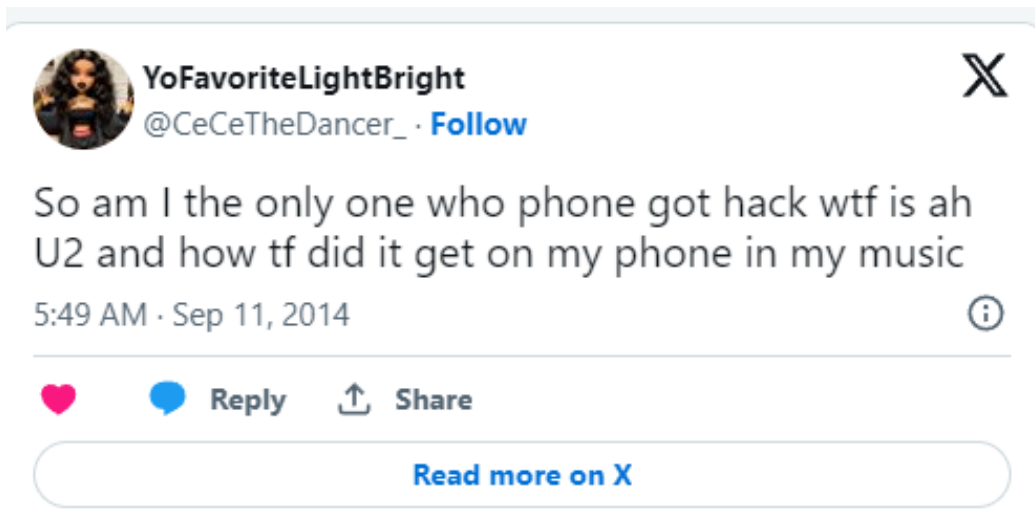 YoFavoriteLightBright
@CeCeTheDancer_ · Follow
So am I the only one who phone got hack wtf is ah
U2 and how tf did it get on my phone in my music
5:49 AM · Sep 11, 2014
Reply Share
Read more on X